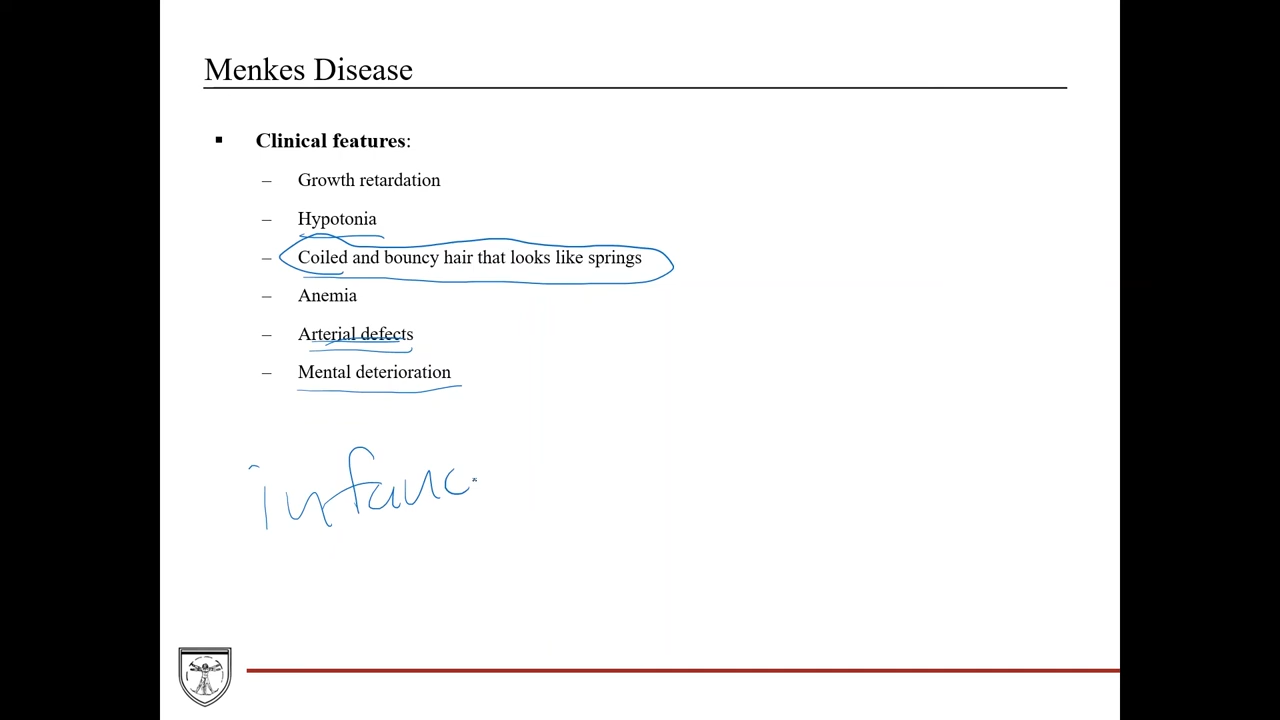 Menkes Disease
▪ Clinical features:
– Growth retardation
– Hypotonia
– Coiled and bouncy hair that looks like springs
– Anemia
– Arterial defects
– Mental deterioration
infanc